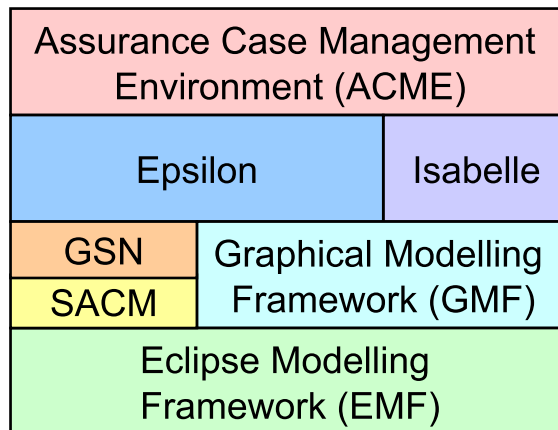 Assurance Case Management
Environment (ACME)
Epsilon
Isabelle
GSN
SACM
Graphical Modelling
Framework (GMF)
Eclipse Modelling
Framework (EMF)